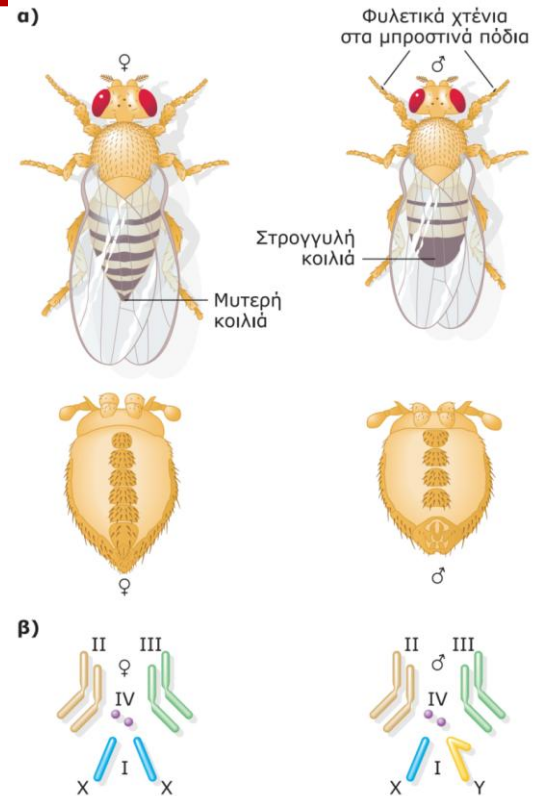 α)
Φυλετικά χτένια
στα μπροστινά πόδια
♀
♂
Στρογγυλή
κοιλιά
Μυτερή
κοιλιά
♀
♂
β)
II
♀
III
IV
I
X
X
II
♂
III
IV
I
X
Y